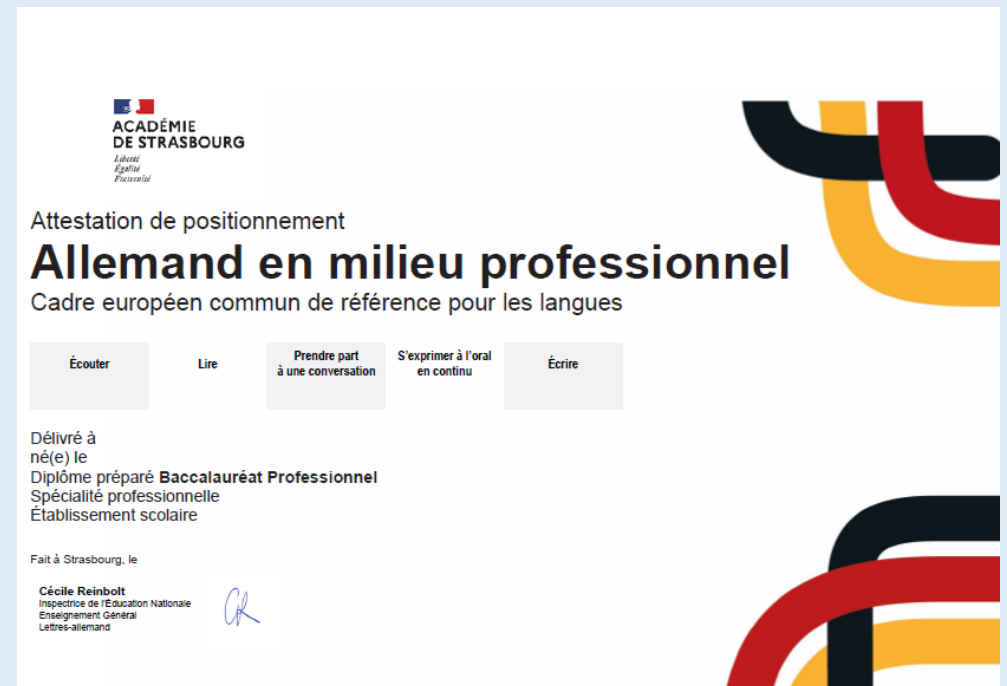 ACADÉMIE
DE STRASBOURG
Liberté
Égalité
Fraternité
Attestation de positionnement
Allemand en milieu professionnel
Cadre européen commun de référence pour les langues
Écouter
Lire
Prendre part
à une conversation
S'exprimer à l'oral
en continu
Écrire
Délivré à
né(e) le
Diplôme préparé Baccalauréat Professionnel
Spécialité professionnelle
Établissement scolaire
Fait à Strasbourg, le
Cécile Reinbolt
Inspectrice de l'Éducation Nationale
Enseignement Général
Lettres-allemand
CR